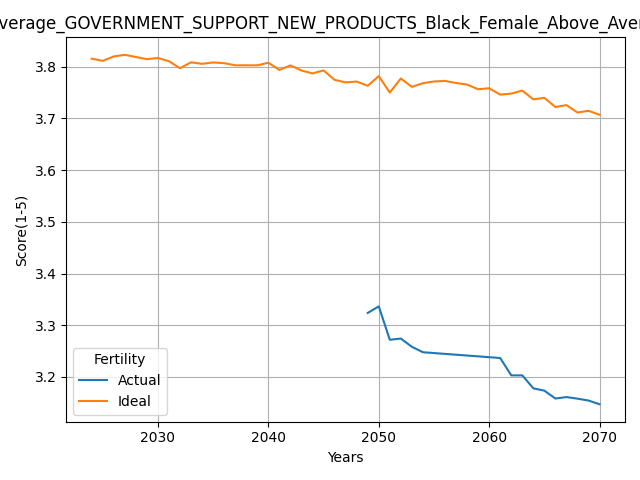 verage_GOVERNMENT_SUPPORT_NEW_PRODUCTS_Black_Female_Above_Aver
3.8
3.7
3.6
3.5
3.4
3.3
3.2
Score(1-5)
Fertility
Actual
Ideal
2030 2040 2050 2060 2070
Years